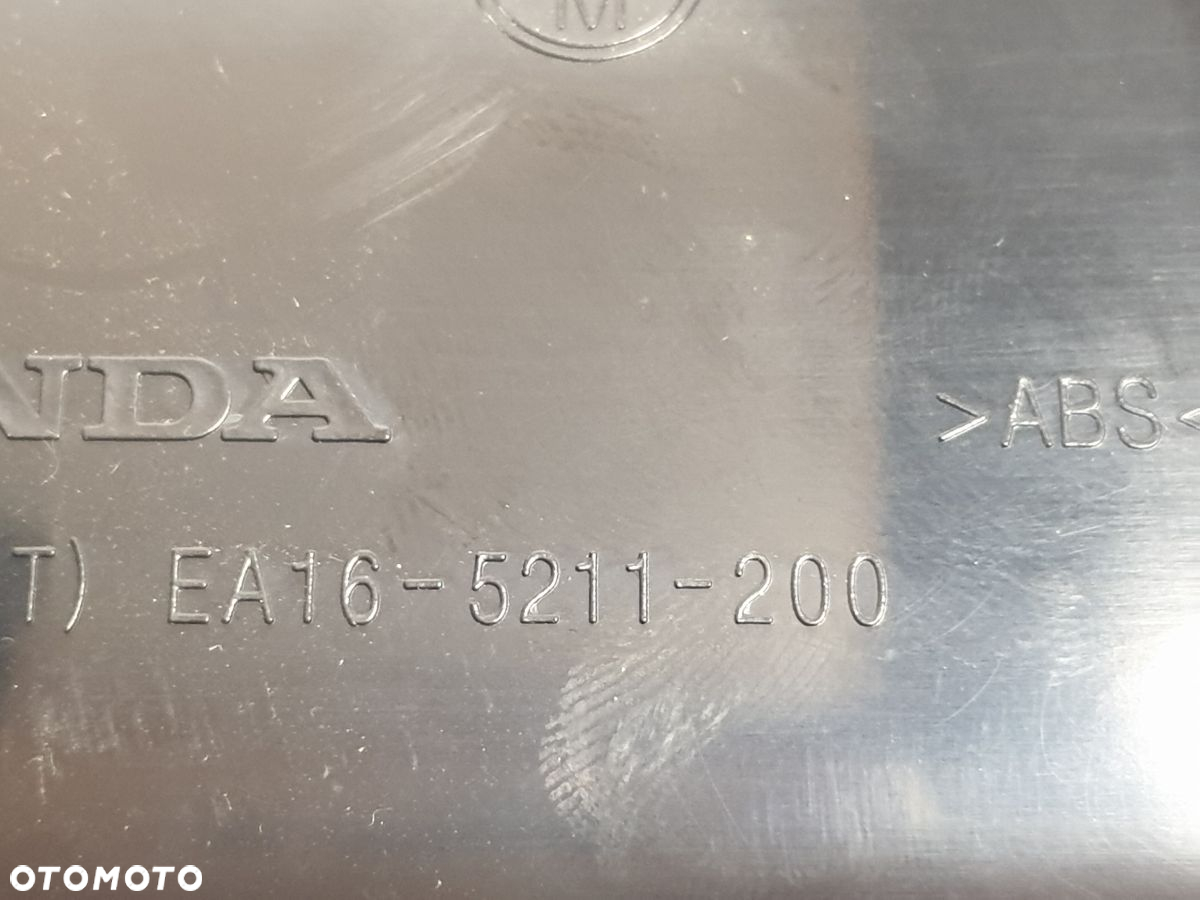 M
NDA
>ABS<
T) EA16-5211-200
OTOMOTO